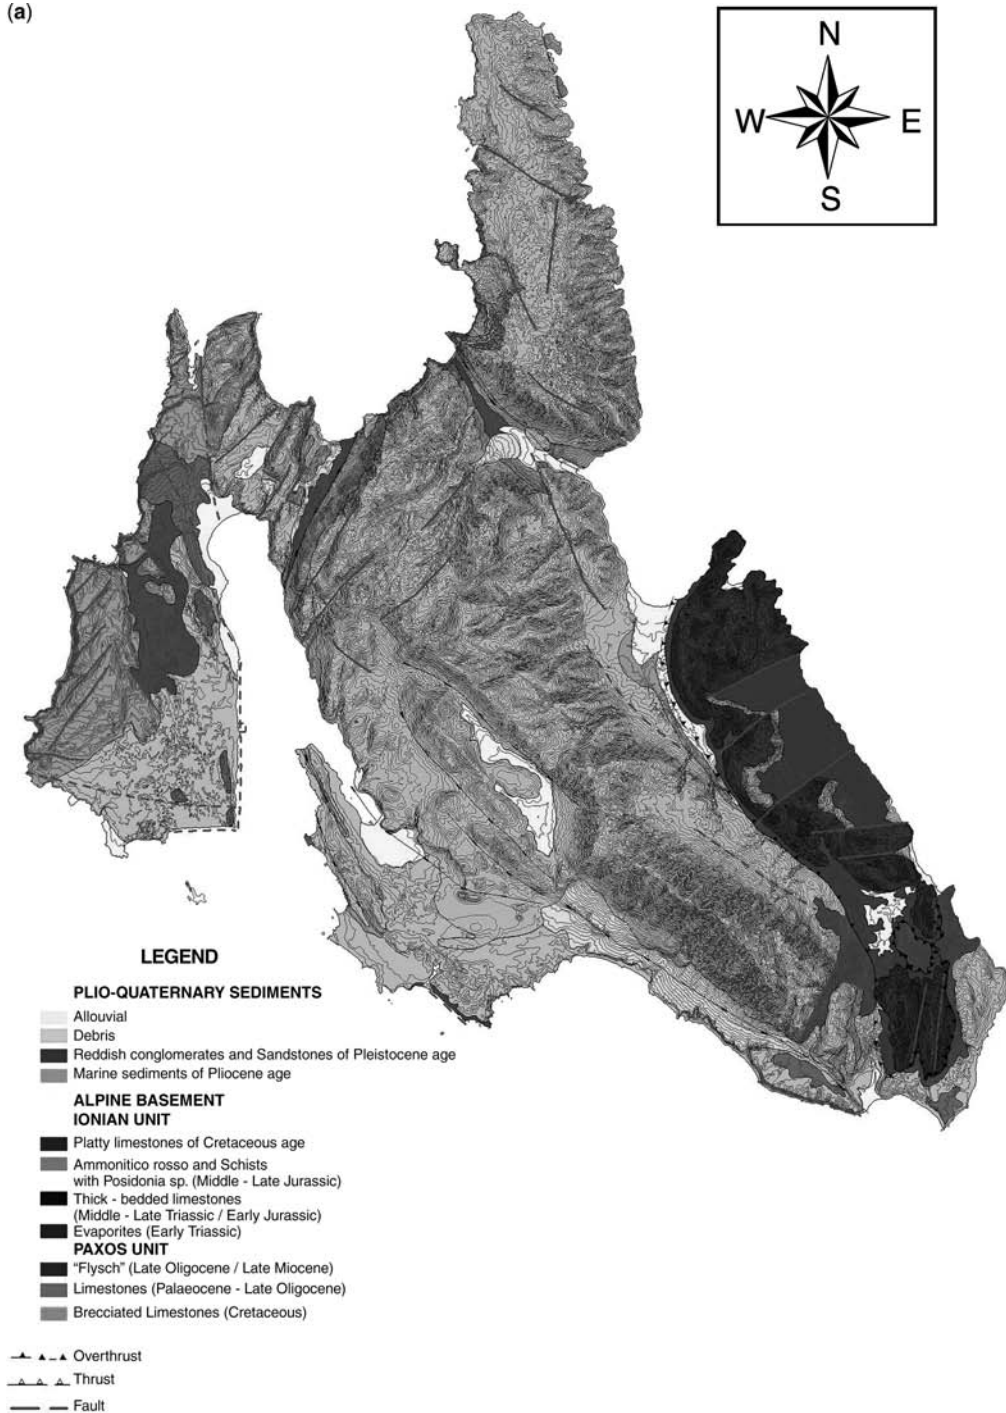 (a)
N
W E
S
LEGEND
PLIO-QUATERNARY SEDIMENTS
Allouvial
Debris
Reddish conglomerates and Sandstones of Pleistocene age
Marine sediments of Pliocene age
ALPINE BASEMENT
IONIAN UNIT
Platty limestones of Cretaceous age
Ammonitico rosso and Schists
with Posidonia sp. (Middle - Late Jurassic)
Thick - bedded limestones
(Middle - Late Triassic / Early Jurassic)
Evaporites (Early Triassic)
PAXOS UNIT
“Flysch” (Late Oligocene / Late Miocene)
Limestones (Palaeocene - Late Oligocene)
Brecciated Limestones (Cretaceous)
Overthrust
Thrust
Fault